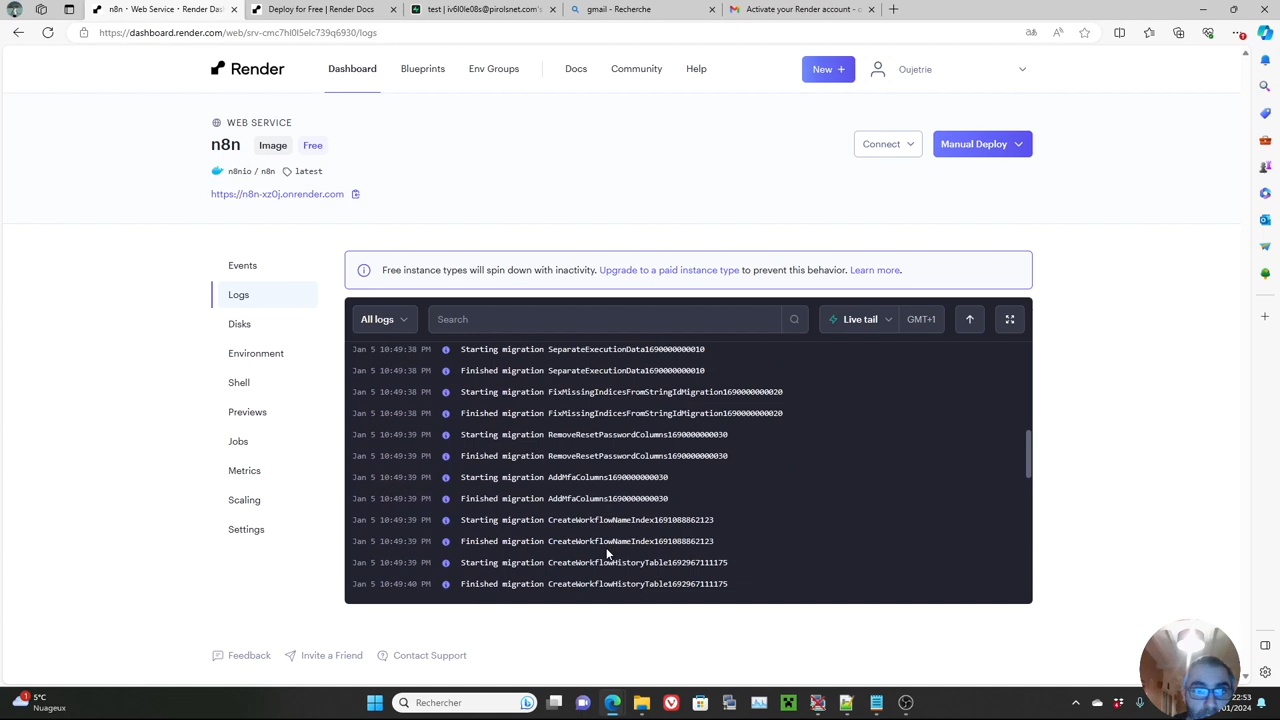 n8n · Web Service · Render Das
Deploy for Free | Render Docs
test | iv6l0le08s@pirolsnet.com's
gmail - Recherche
Activate your Render account - o
https://dashboard.render.com/web/srv-cmc7hl0l5elc739q6930/logs
Render
Dashboard
Blueprints
Env Groups
Docs
Community
Help
New +
Oujetrie
WEB SERVICE
n8n
Image
Free
Connect
Manual Deploy
n8nio / n8n
latest
https://n8n-xz0j.onrender.com
Events
Logs
Disks
Environment
Shell
Previews
Jobs
Metrics
Scaling
Settings
Free instance types will spin down with inactivity. Upgrade to a paid instance type to prevent this behavior. Learn more.
All logs
Search
Live tail
GMT+1
Jan 5 10:49:38 PM Starting migration SeparateExecutionData1690000000010
Jan 5 10:49:38 PM Finished migration SeparateExecutionData1690000000010
Jan 5 10:49:38 PM Starting migration FixMissingIndicesFromStringIdMigration1690000000020
Jan 5 10:49:38 PM Finished migration FixMissingIndicesFromStringIdMigration1690000000020
Jan 5 10:49:39 PM Starting migration RemoveResetPasswordColumns1690000000030
Jan 5 10:49:39 PM Finished migration RemoveResetPasswordColumns1690000000030
Jan 5 10:49:39 PM Starting migration AddMfaColumns1690000000030
Jan 5 10:49:39 PM Finished migration AddMfaColumns1690000000030
Jan 5 10:49:39 PM Starting migration CreateWorkflowNameIndex1691088862123
Jan 5 10:49:39 PM Finished migration CreateWorkflowNameIndex1691088862123
Jan 5 10:49:39 PM Starting migration CreateWorkflowHistoryTable1692967111175
Jan 5 10:49:40 PM Finished migration CreateWorkflowHistoryTable1692967111175
Feedback
Invite a Friend
Contact Support
1
5°C
Nuageux
Rechercher
22:53